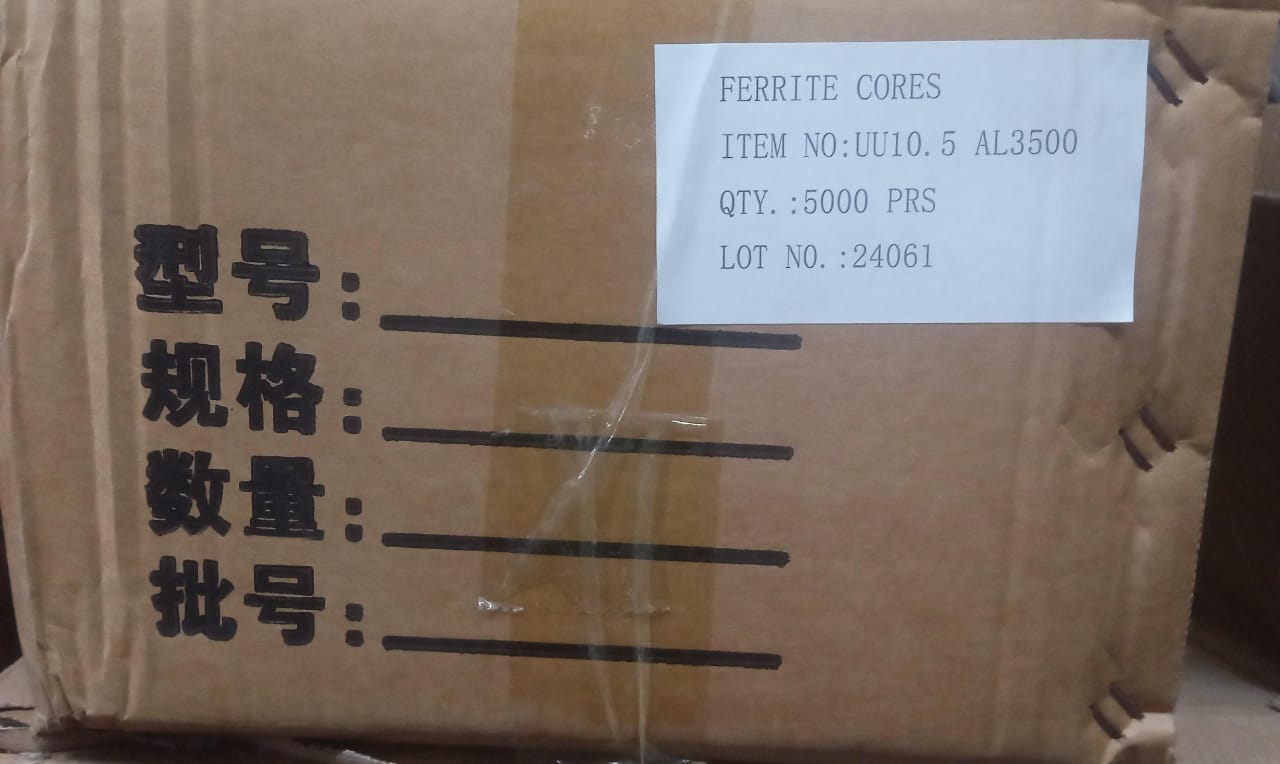 FERRITE CORES
ITEM NO:UU10.5 AL3500
QTY.:5000 PRS
LOT NO.:24061
型号:
规格:
数量:
批号: